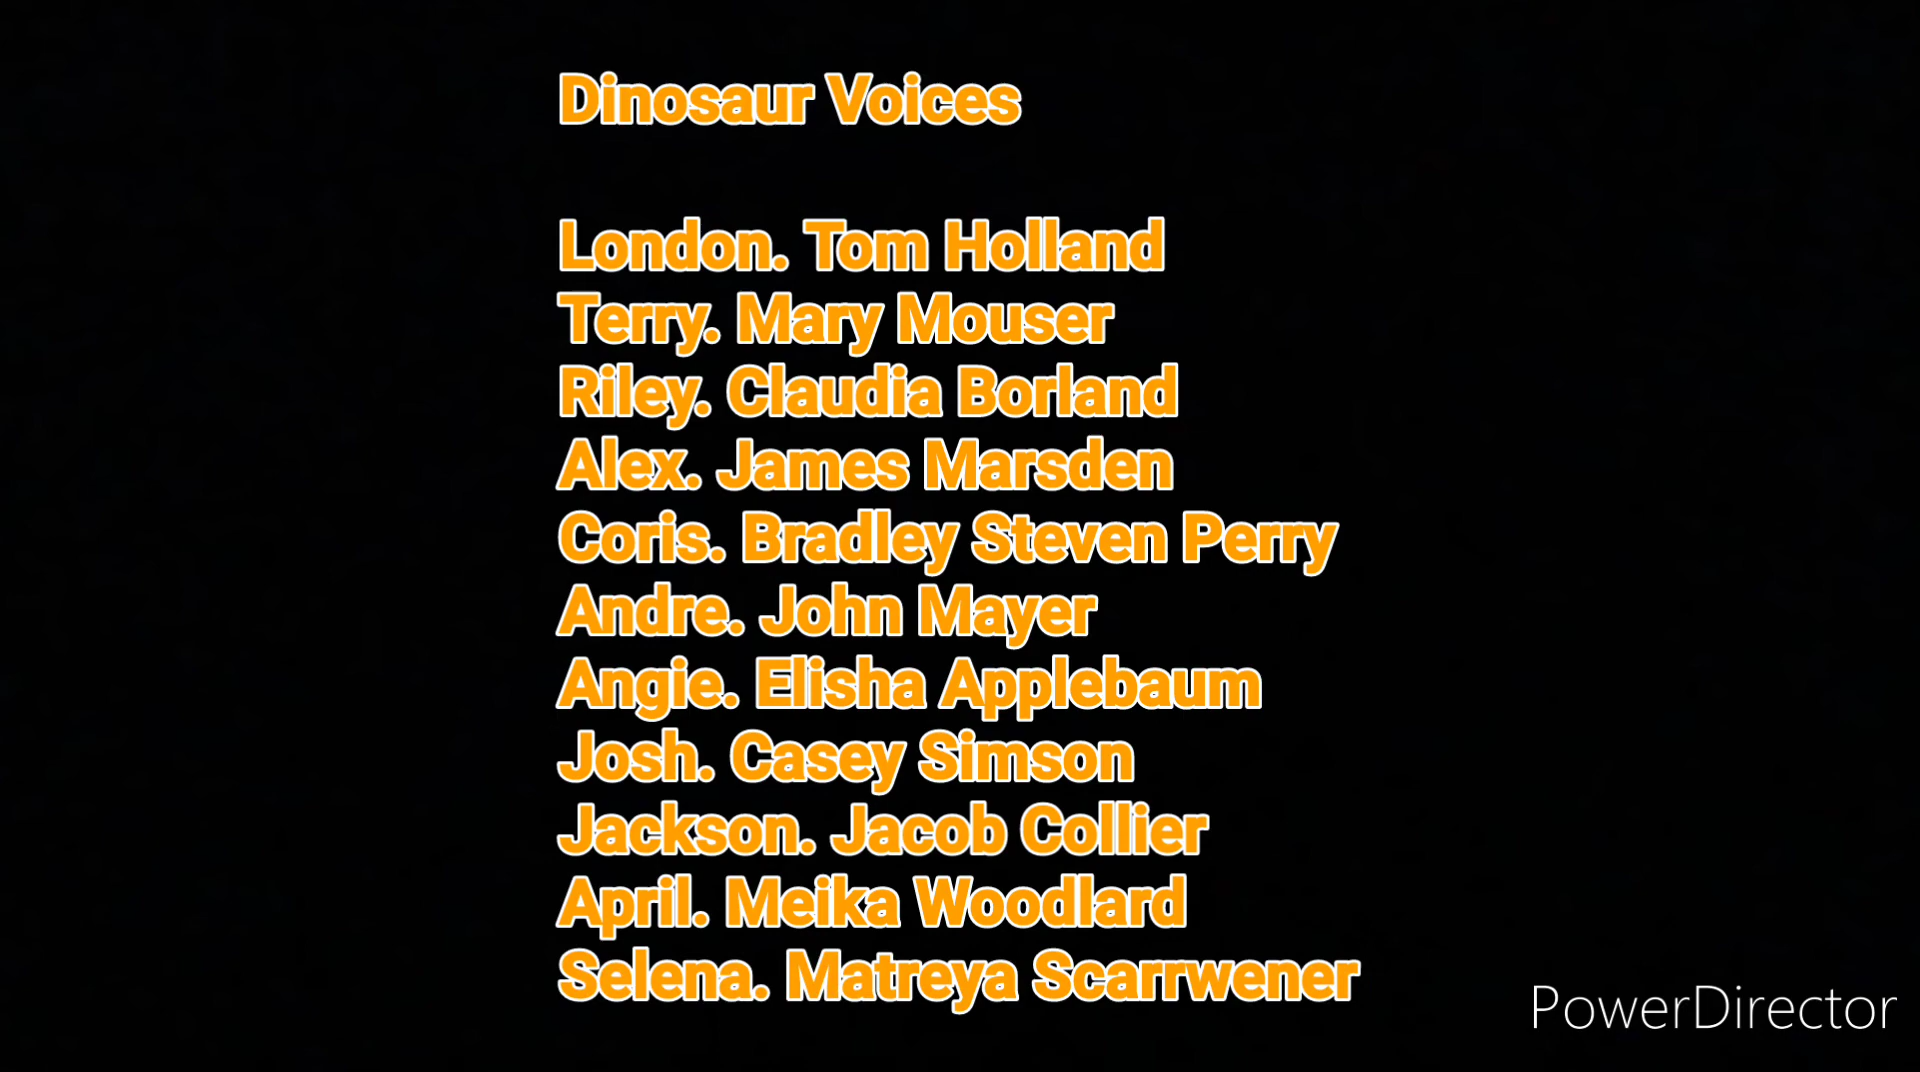 Dinosaur Voices
London. Tom Holland
Terry. Mary Mouser
Riley. Claudia Borland
Alex. James Marsden
Coris. Bradley Steven Perry
Andre. John Mayer
Angie. Elisha Applebaum
Josh. Casey Simson
Jackson. Jacob Collier
April. Meika Woodlard
Selena. Matreya Scarrwener
PowerDirector